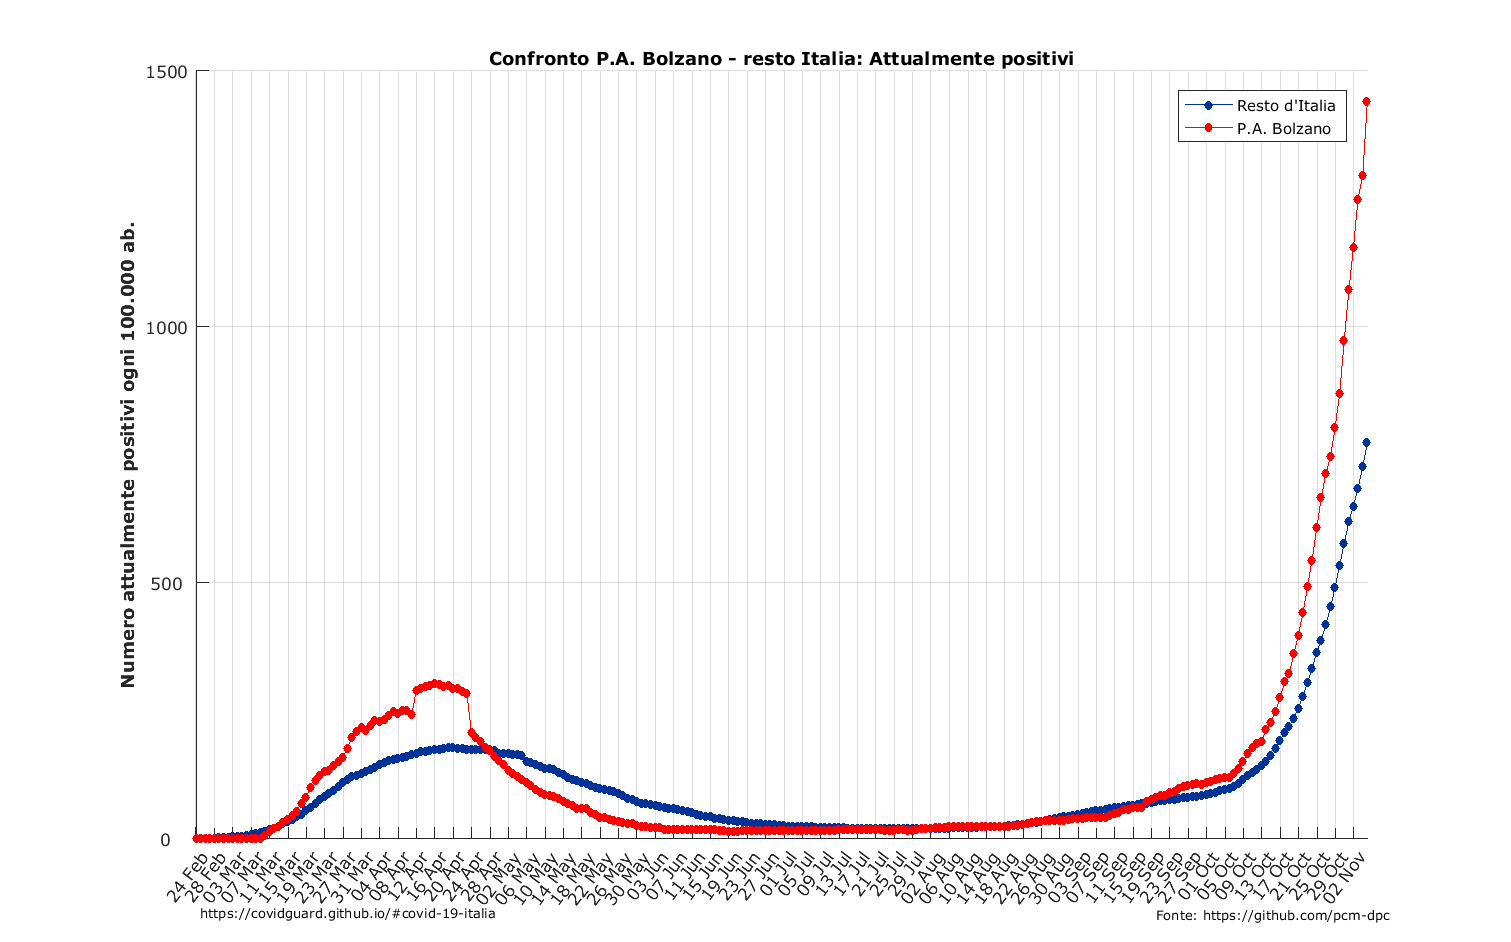 Confronto P.A. Bolzano - resto Italia: Attualmente positivi
Resto d'Italia
P.A. Bolzano
Numero attualmente positivi ogni 100.000 ab.
1500
1000
500
0
24 Feb
28 Feb
03 Mar
07 Mar
11 Mar
15 Mar
19 Mar
23 Mar
27 Mar
31 Mar
04 Apr
08 Apr
12 Apr
16 Apr
20 Apr
24 Apr
28 Apr
02 May
06 May
10 May
14 May
18 May
22 May
26 May
30 May
03 Jun
07 Jun
11 Jun
15 Jun
19 Jun
23 Jun
27 Jun
01 Jul
05 Jul
09 Jul
13 Jul
17 Jul
21 Jul
25 Jul
29 Jul
02 Aug
06 Aug
10 Aug
14 Aug
18 Aug
22 Aug
26 Aug
30 Aug
03 Sep
07 Sep
11 Sep
15 Sep
19 Sep
23 Sep
27 Sep
01 Oct
05 Oct
09 Oct
13 Oct
17 Oct
21 Oct
25 Oct
29 Oct
02 Nov
https://covidguard.github.io/#covid-19-italia
Fonte: https://github.com/pcm-dpc